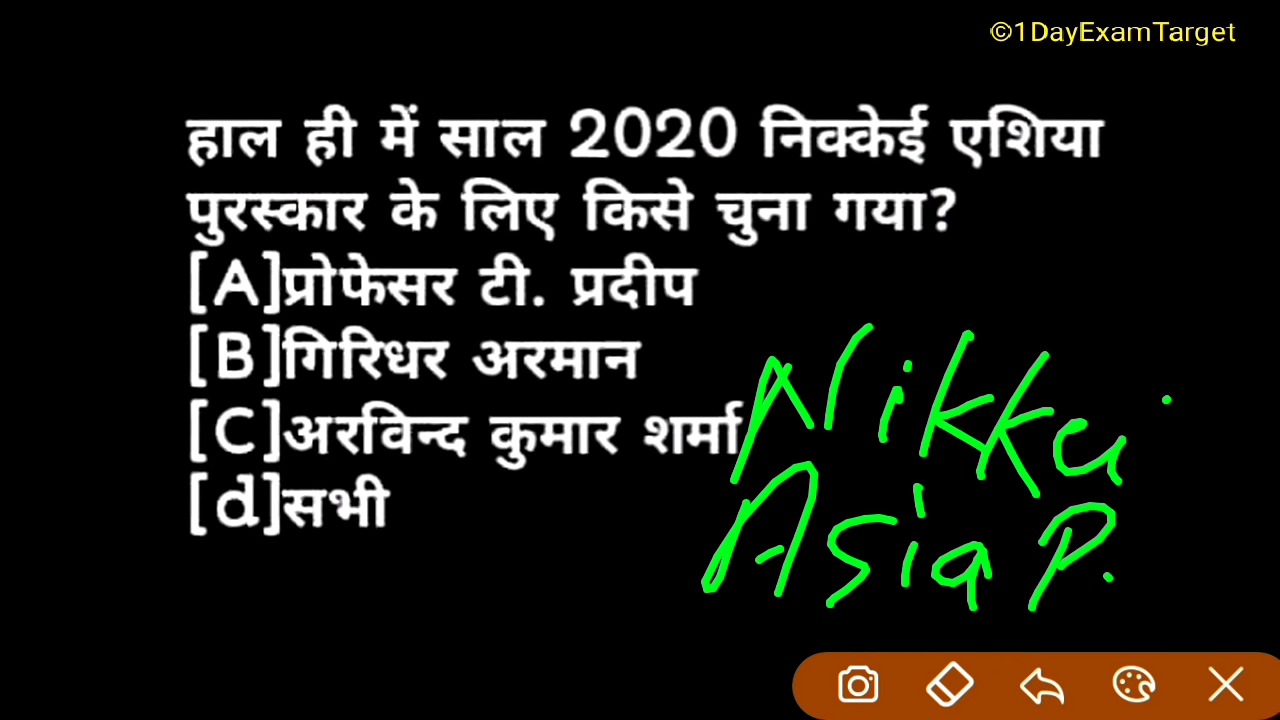 ©1DayExamTarget
हाल ही में साल 2020 निक्केई एशिया
पुरस्कार के लिए किसे चुना गया?
[A]प्रोफेसर टी. प्रदीप
[B]गिरिधर अरमान
[C]अरविन्द कुमार शर्मा
[d]सभी
Nikkei
Asia P.